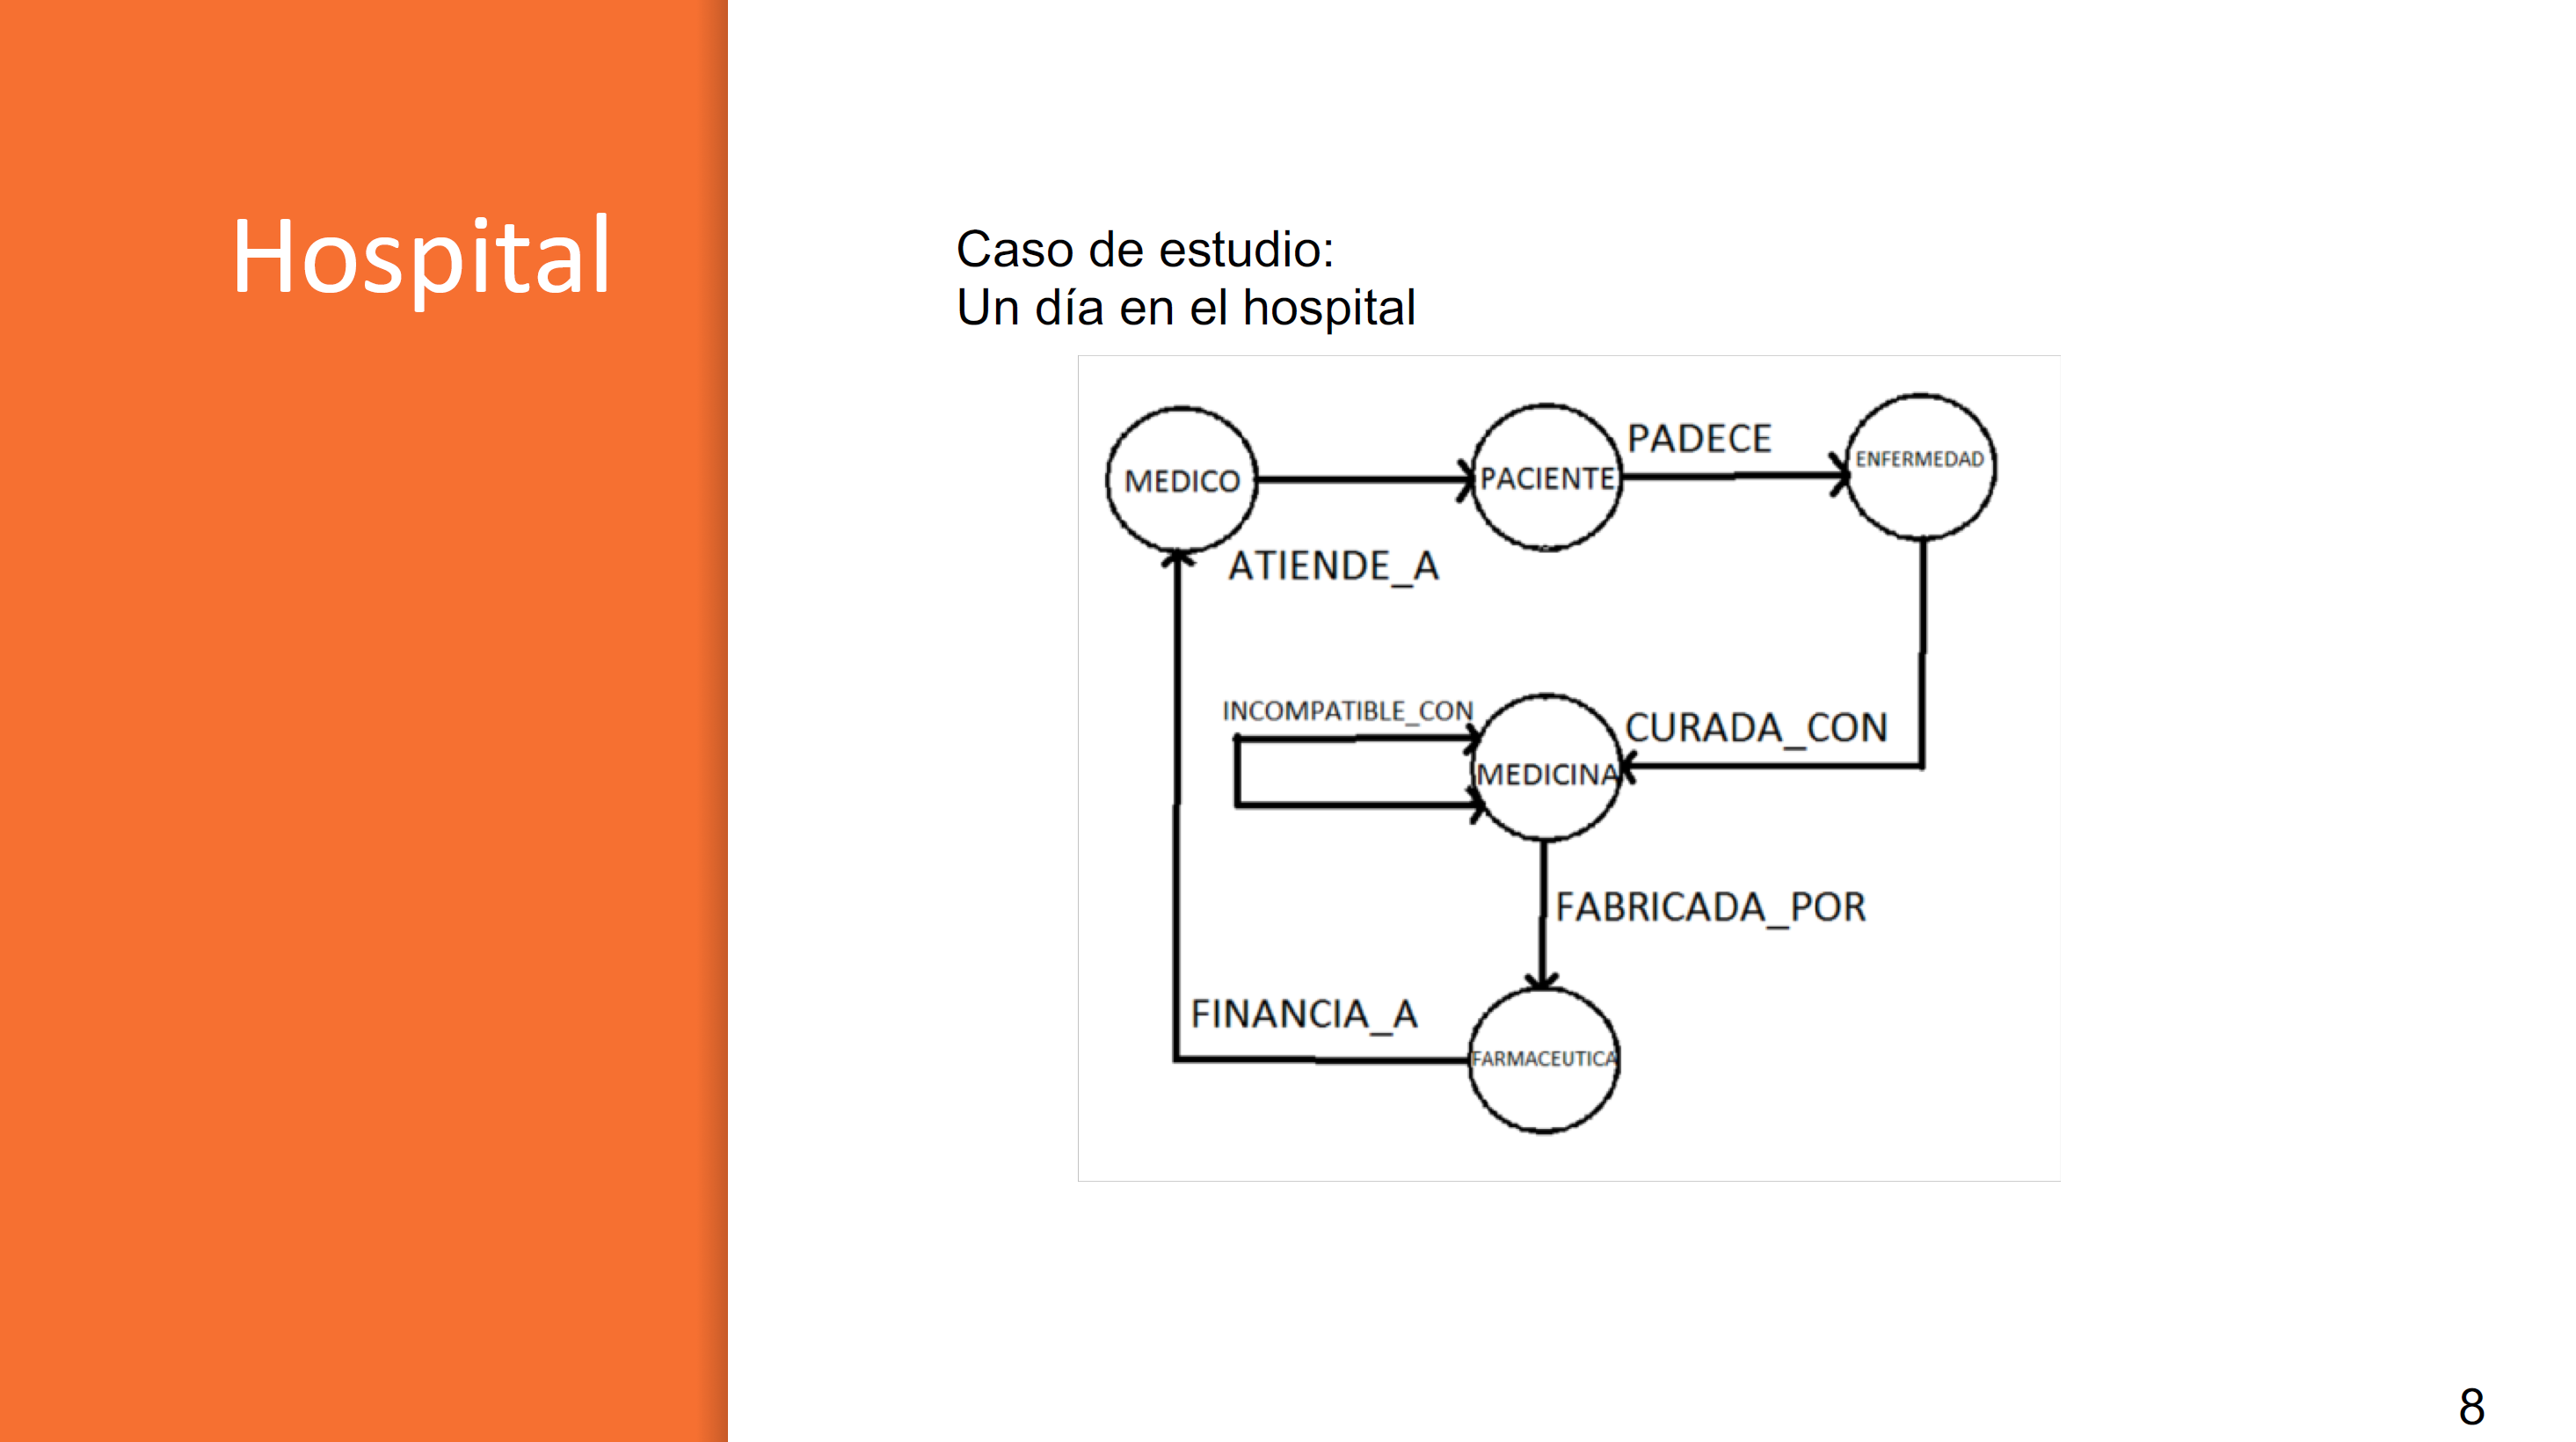 Hospital
Caso de estudio:
Un día en el hospital
MEDICO
PACIENTE
PADECE
ENFERMEDAD
ATIENDE_A
INCOMPATIBLE_CON
MEDICINA
CURADA_CON
FABRICADA_POR
FINANCIA_A
FARMACEUTICA
8